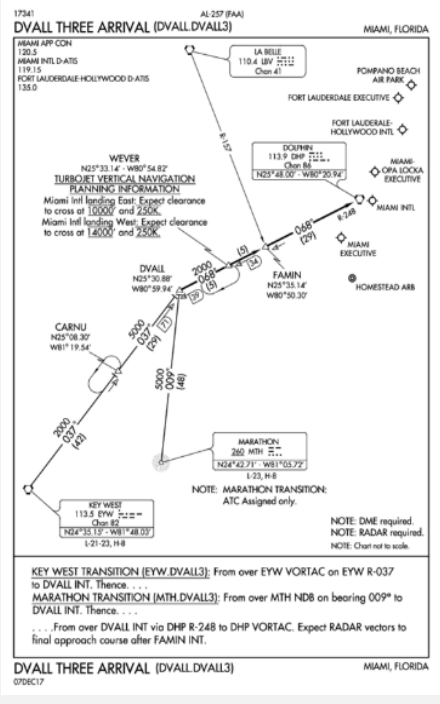 17341
AL-257 (FAA)
DVALL THREE ARRIVAL (DVALL.DVALL3)
MIAMI, FLORIDA
MIAMI APP CON
120.5
MIAMI INTL D-ATIS
119.15
FORT LAUDERDALE-HOLLYWOOD D-ATIS
135.0
LA BELLE
110.4 LBV
Chan 41
POMPANO BEACH
AIR PARK
FORT LAUDERDALE EXECUTIVE
FORT LAUDERALE-
HOLLYWOOD INTL
R-157
DOLPHIN
113.9 DHP
Chan 86
N25°48.00' - W80°20.94'
MIAMI-
OPA LOCKA
EXECUTIVE
MIAMI INTL
R-248
MIAMI
EXECUTIVE
HOMESTEAD ARB
WEVER
N25°33.14' - W80°54.82'
TURBOJET VERTICAL NAVIGATION
PLANNING INFORMATION
Miami Intl landing East: Expect clearance
to cross at 10000' and 250K.
Miami Intl landing West: Expect clearance
to cross at 14000' and 250K.
068°
(29)
(5)
34
2000
068°
(5)
39
FAMIN
N25°35.14'
W80°50.30'
DVALL
N25°30.88'
W80°59.94'
71
5000
037°
(29)
CARNU
N25°08.30'
W81°19.54'
5000
009°
(48)
2000
037°
(42)
MARATHON
260 MTH
N24°42.71' - W81°05.72'
L-23, H-8
NOTE: MARATHON TRANSITION:
ATC Assigned only.
KEY WEST
113.5 EYW
Chan 82
N24°35.15' - W81°48.03'
L-21-23, H-8
NOTE: DME required.
NOTE: RADAR required.
NOTE: Chart not to scale.
KEY WEST TRANSITION (EYW.DVALL3): From over EYW VORTAC on EYW R-037
to DVALL INT. Thence. . . .
MARATHON TRANSITION (MTH.DVALL3): From over MTH NDB on bearing 009° to
DVALL INT. Thence. . . .
. . . .From over DVALL INT via DHP R-248 to DHP VORTAC. Expect RADAR vectors to
final approach course after FAMIN INT.
DVALL THREE ARRIVAL (DVALL.DVALL3)
MIAMI, FLORIDA
07DEC17